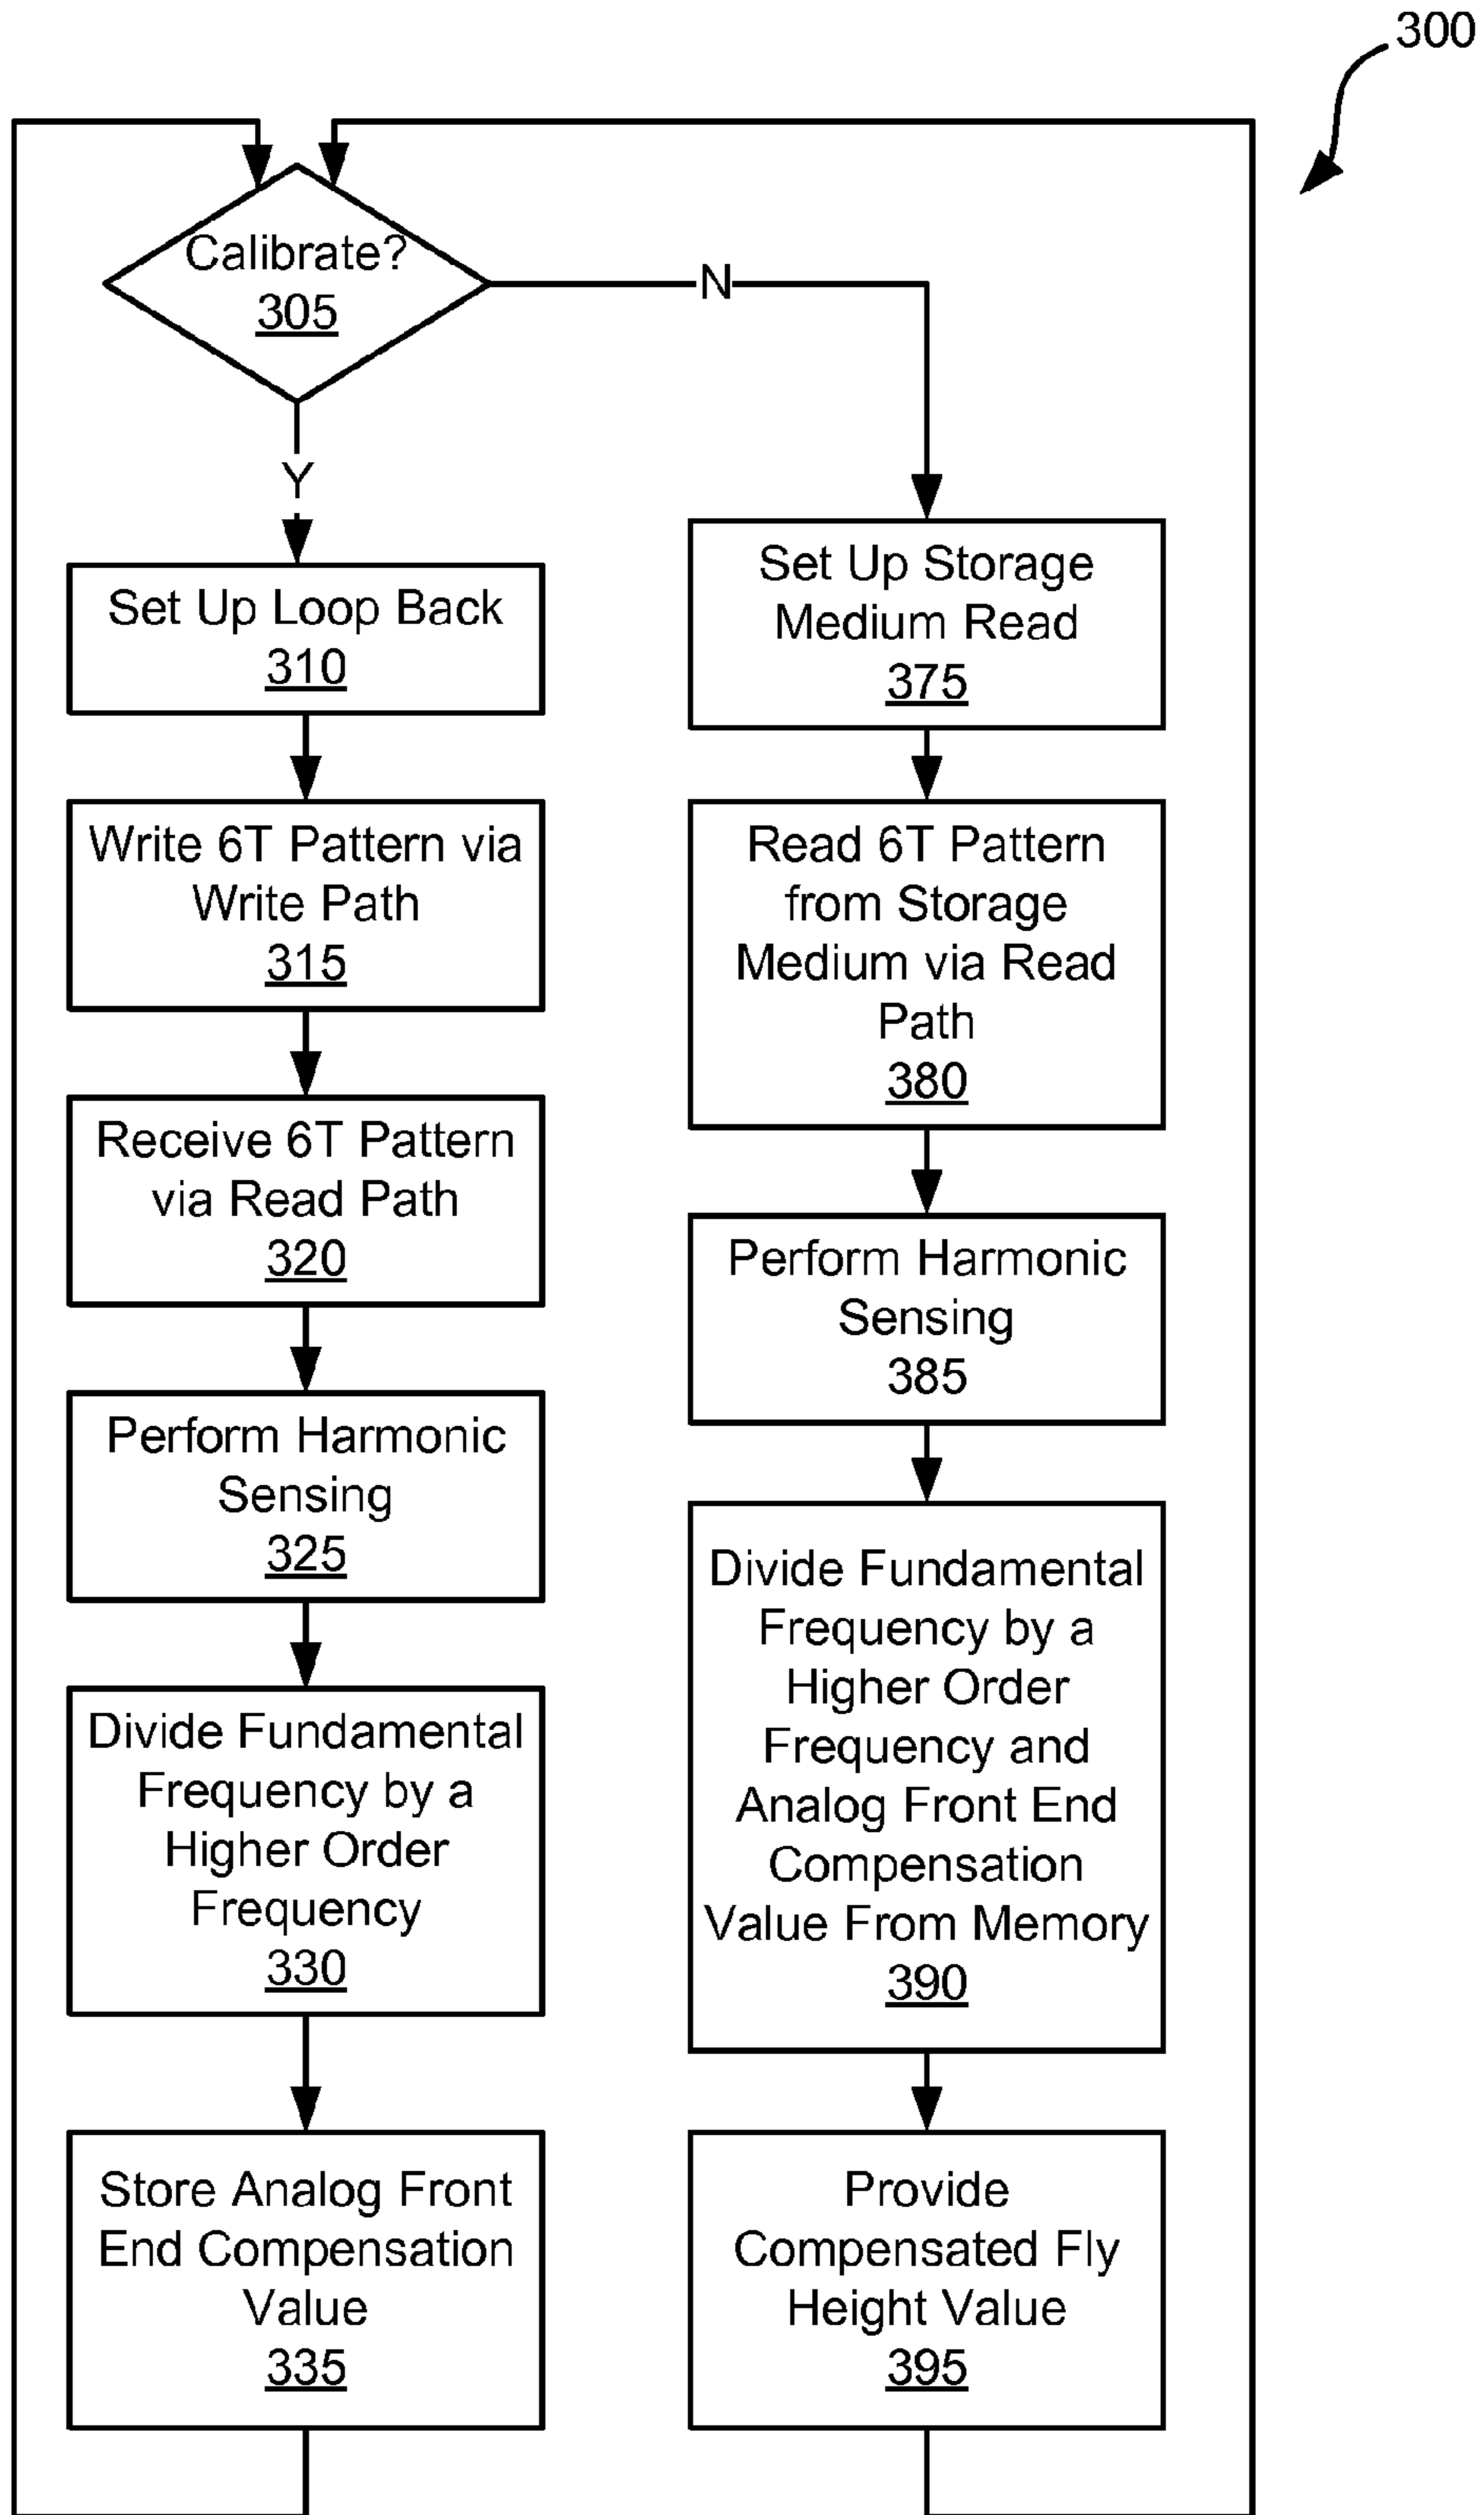 300
Calibrate?
305
N
Y
Set Up Loop Back
310
Write 6T Pattern via
Write Path
315
Receive 6T Pattern
via Read Path
320
Perform Harmonic
Sensing
325
Divide Fundamental
Frequency by a
Higher Order
Frequency
330
Store Analog Front
End Compensation
Value
335
Set Up Storage
Medium Read
375
Read 6T Pattern
from Storage
Medium via Read
Path
380
Perform Harmonic
Sensing
385
Divide Fundamental
Frequency by a
Higher Order
Frequency and
Analog Front End
Compensation
Value From Memory
390
Provide
Compensated Fly
Height Value
395